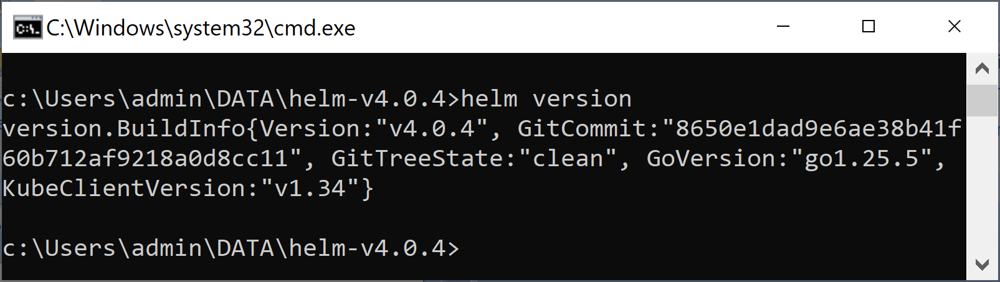 C:\Windows\system32\cmd.exe
c:\Users\admin\DATA\helm-v4.0.4>helm version
version.BuildInfo{Version:"v4.0.4", GitCommit:"8650e1dad9e6ae38b41f
60b712af9218a0d8cc11", GitTreeState:"clean", GoVersion:"go1.25.5",
KubeClientVersion:"v1.34"}
c:\Users\admin\DATA\helm-v4.0.4>